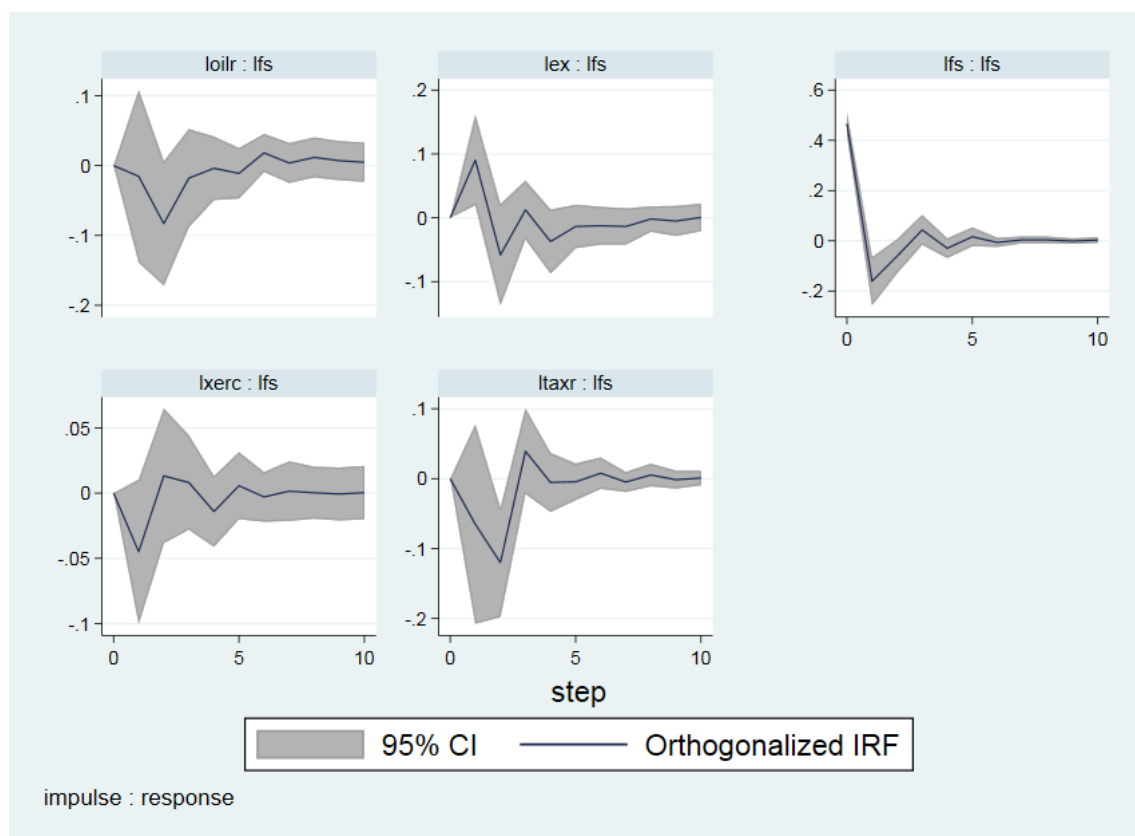 loilr : lfs
lex : lfs
lfs : lfs
.1
0
-.1
-.2
.2
.1
0
-.1
.6
.4
.2
0
-.2
0 5 10
lxerc : lfs
ltaxr : lfs
.05
0
-.05
-.1
0 5 10
.1
0
-.1
-.2
0 5 10
step
95% CI Orthogonalized IRF
impulse : response